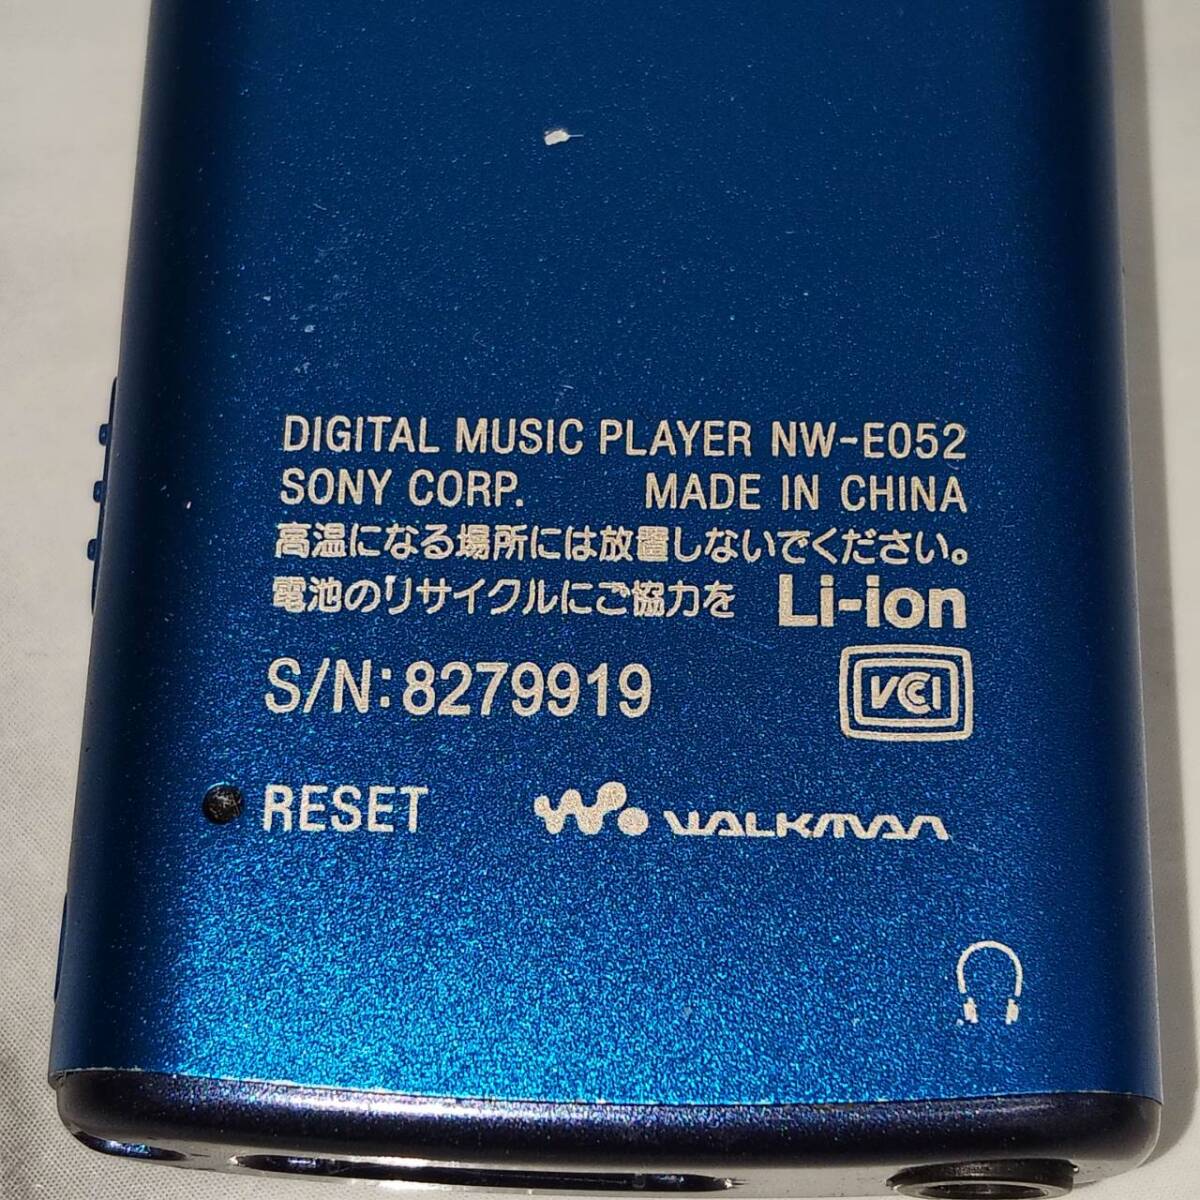 DIGITAL MUSIC PLAYER NW-E052
SONY CORP. MADE IN CHINA
高温になる場所には放置しないでください。
電池のリサイクルにご協力を Li-ion
S/N:8279919 VCCI
RESET WALKMAN